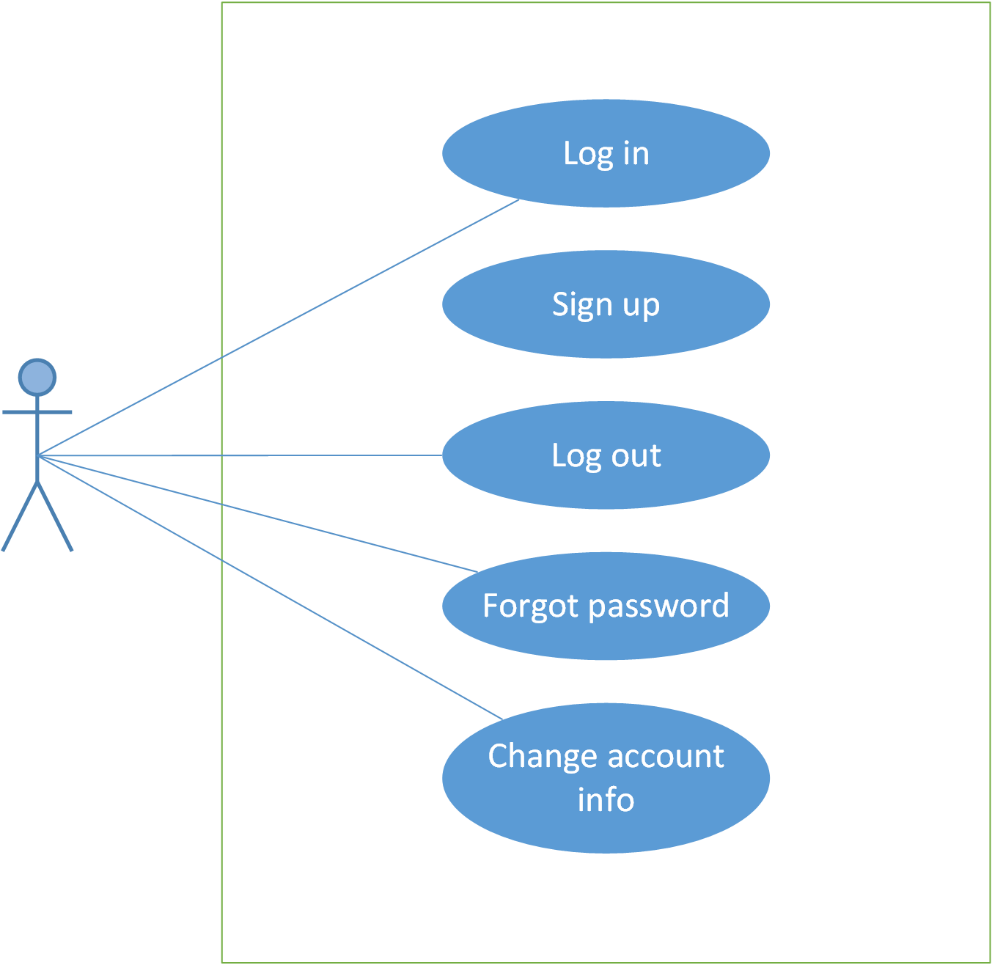 Log in
Sign up
Log out
Forgot password
Change account
info